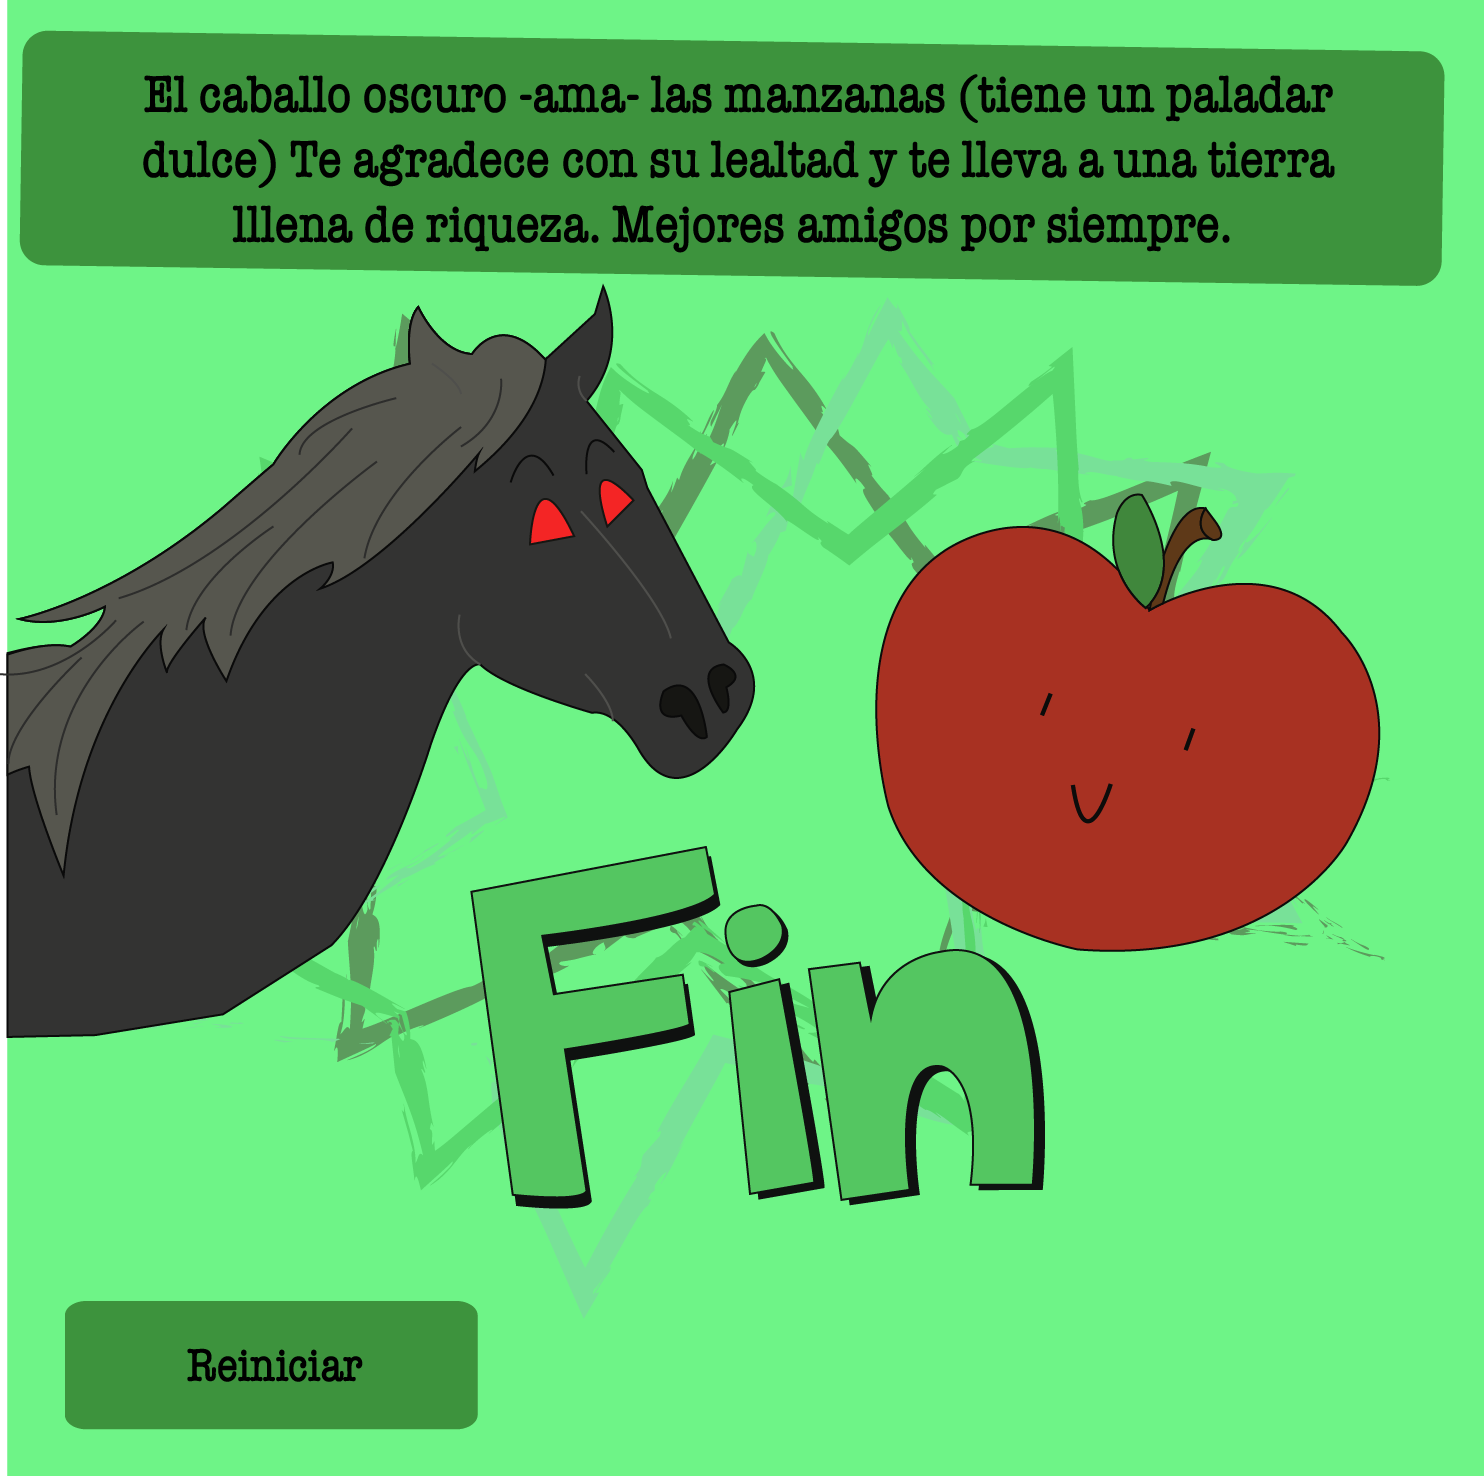 El caballo oscuro -ama- las manzanas (tiene un paladar
dulce) Te agradece con su lealtad y te lleva a una tierra
lllena de riqueza. Mejores amigos por siempre.
Fin
Reiniciar